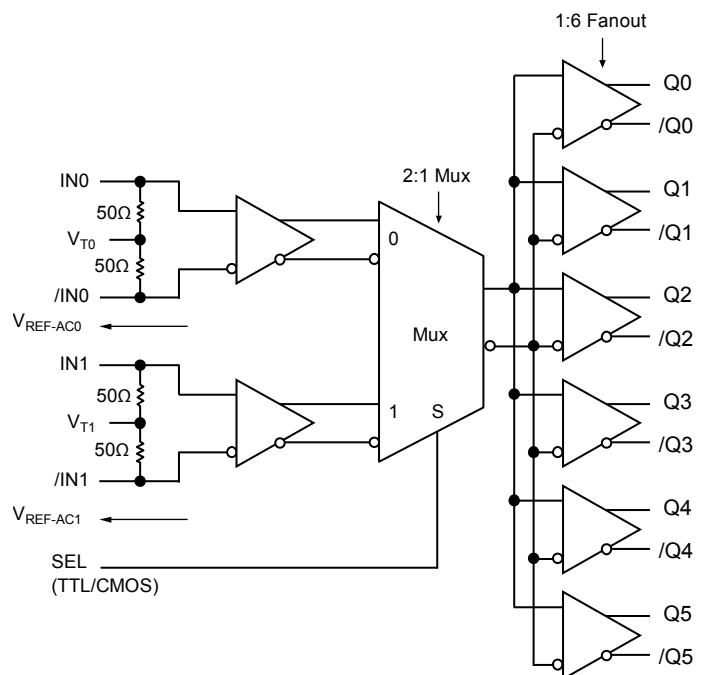 1:6 Fanout
Q0
/Q0
Q1
/Q1
Q2
/Q2
Q3
/Q3
Q4
/Q4
Q5
/Q5
2:1 Mux
0
Mux
1 S
IN0
50Ω
VT0
50Ω
/IN0
VREF-AC0
IN1
50Ω
VT1
50Ω
/IN1
VREF-AC1
SEL
(TTL/CMOS)